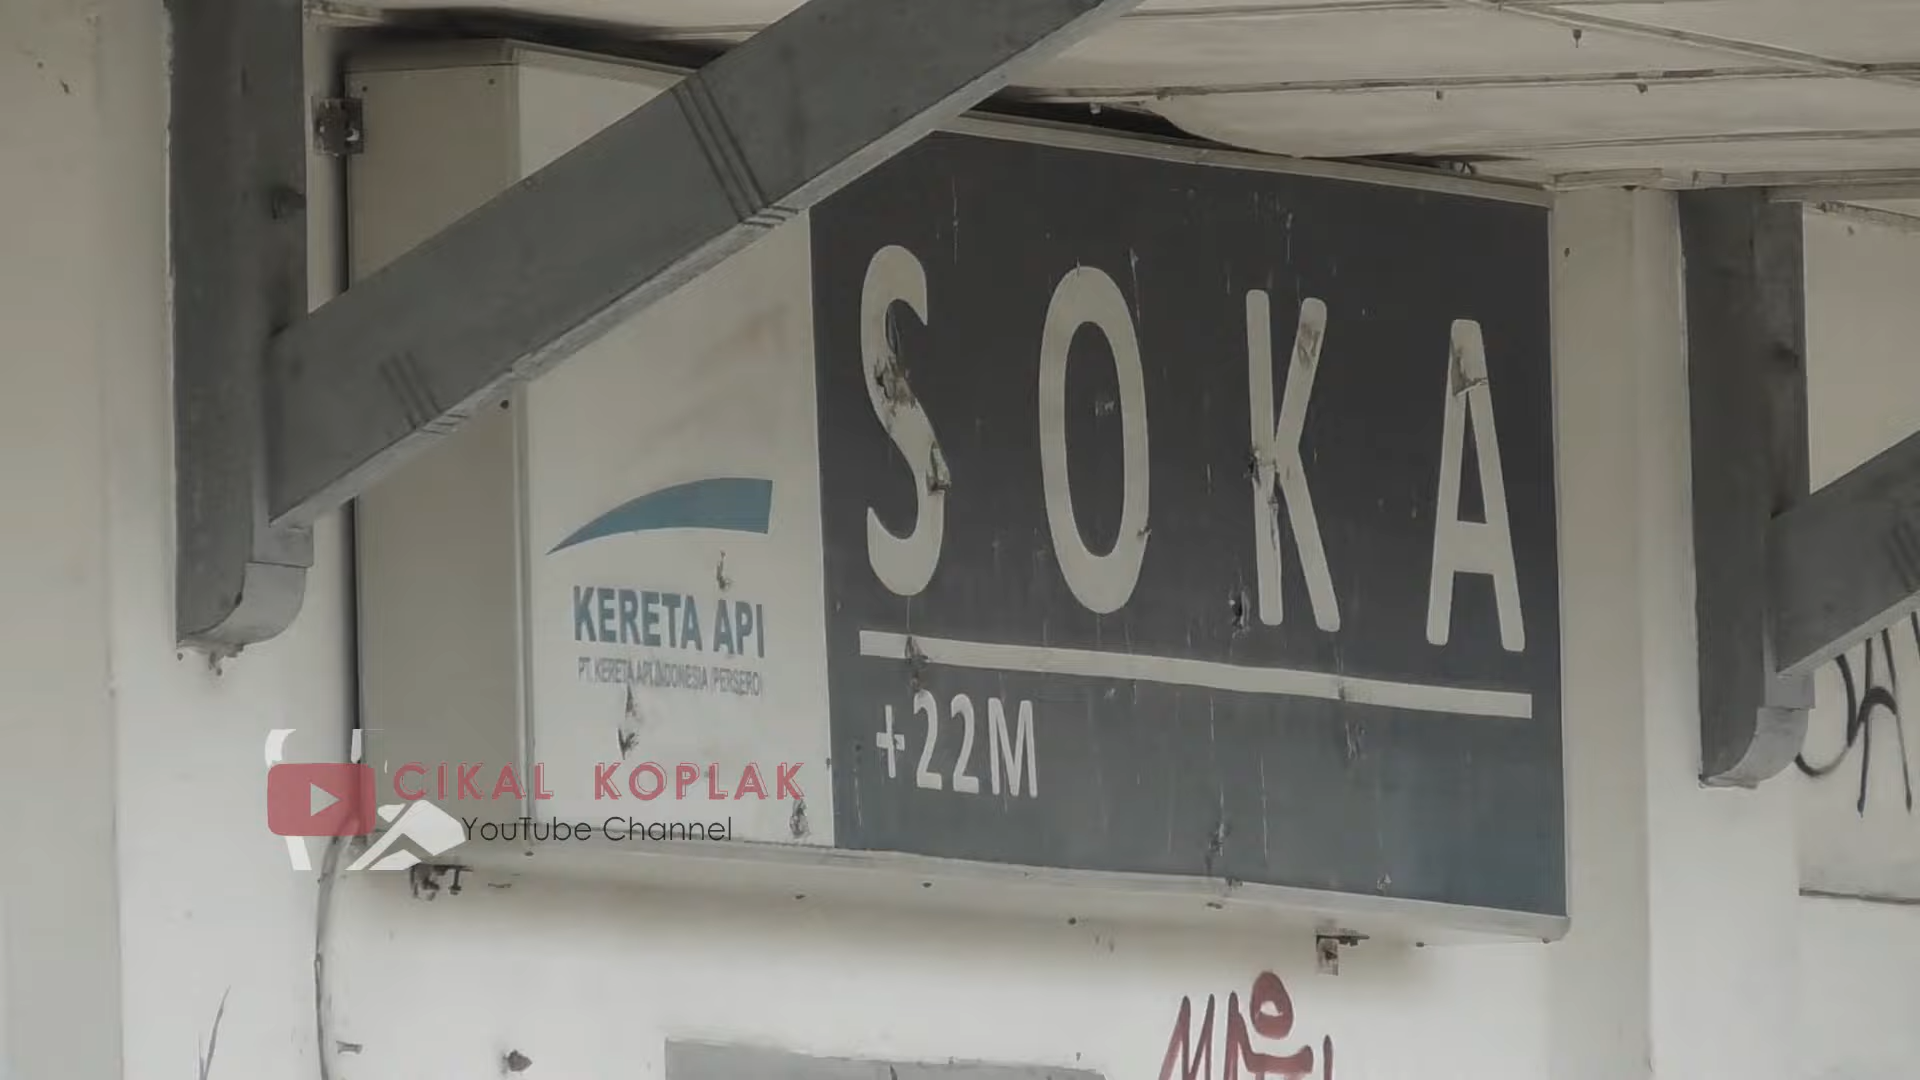 SOKA
+22M
KERETA API
PT. KERETA API INDONESIA (PERSERO)
CIKAL KOPLAK
YouTube Channel